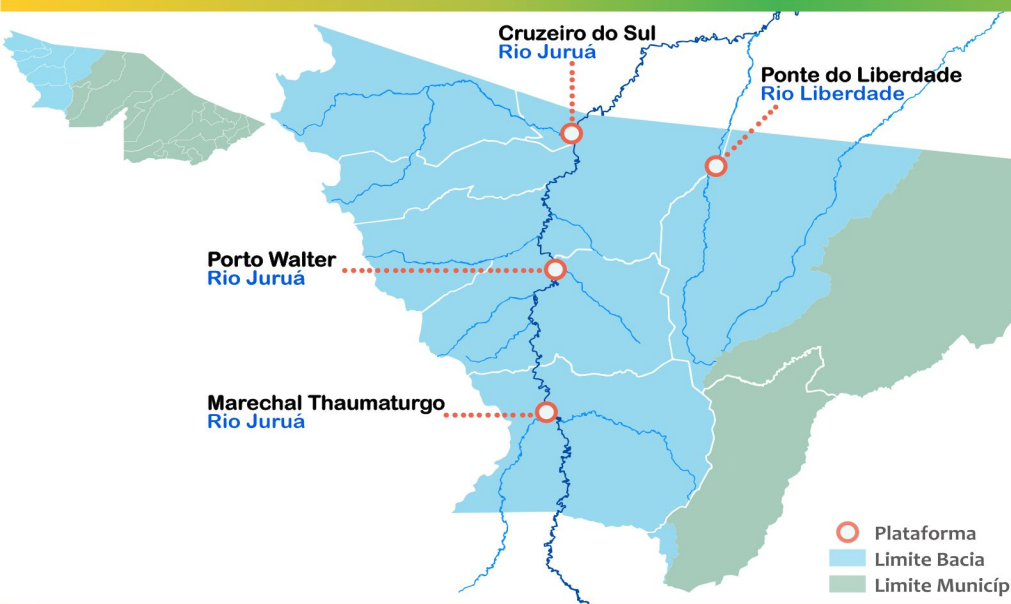 Cruzeiro do Sul
Rio Juruá
Ponte do Liberdade
Rio Liberdade
Porto Walter
Rio Juruá
Marechal Thaumaturgo
Rio Juruá
Plataforma
Limite Bacia
Limite Municíp